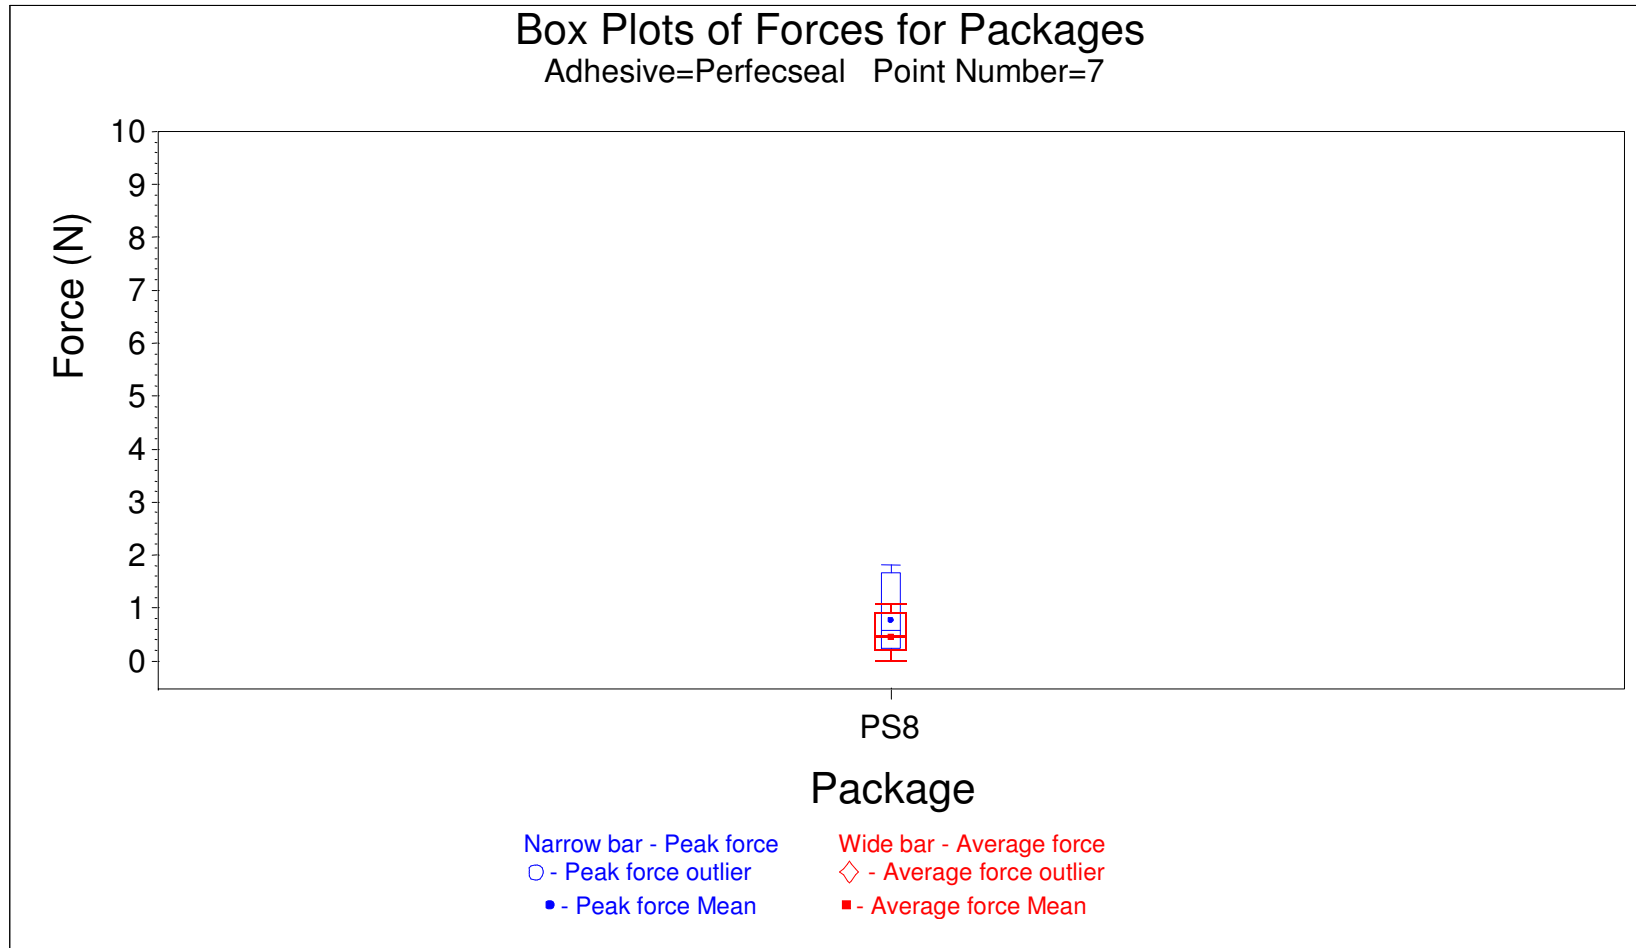 Box Plots of Forces for Packages
Adhesive=Perfecseal   Point Number=7
Force (N)
10
9
8
7
6
5
4
3
2
1
0
PS8
Package
Narrow bar - Peak force
Wide bar - Average force
- Peak force outlier
- Average force outlier
- Peak force Mean
- Average force Mean